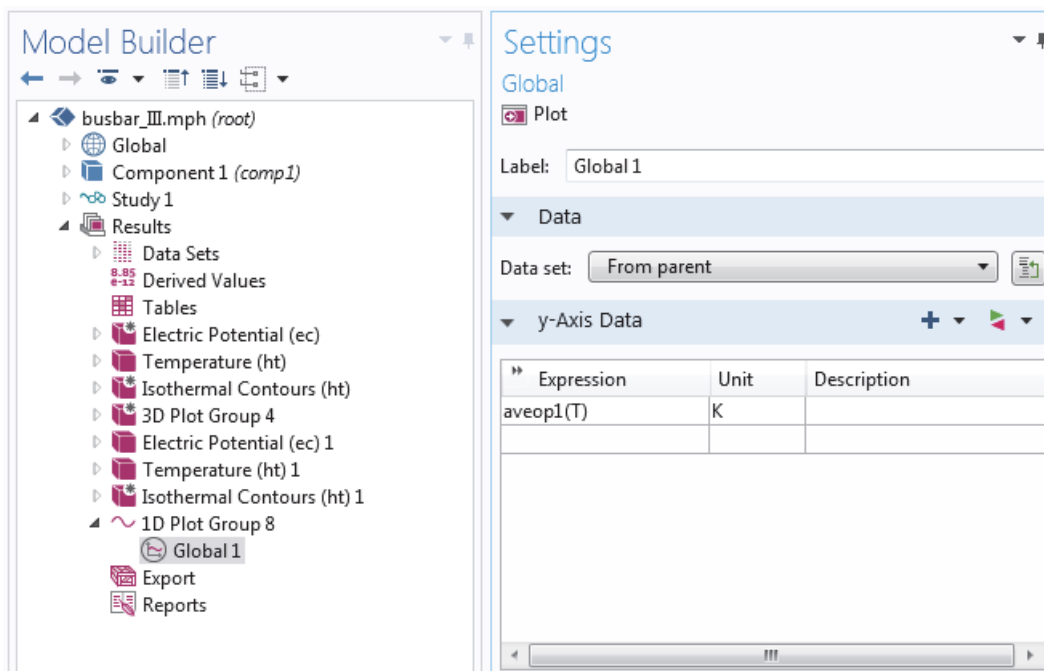 Model Builder
busbar_III.mph (root)
Global
Component 1 (comp1)
Study 1
Results
Data Sets
8.85
e-12
Derived Values
Tables
Electric Potential (ec)
Temperature (ht)
Isothermal Contours (ht)
3D Plot Group 4
Electric Potential (ec) 1
Temperature (ht) 1
Isothermal Contours (ht) 1
1D Plot Group 8
Global 1
Export
Reports
Settings
Global
Plot
Label: Global 1
Data
Data set: From parent
y-Axis Data
Expression Unit Description
aveop1(T) K